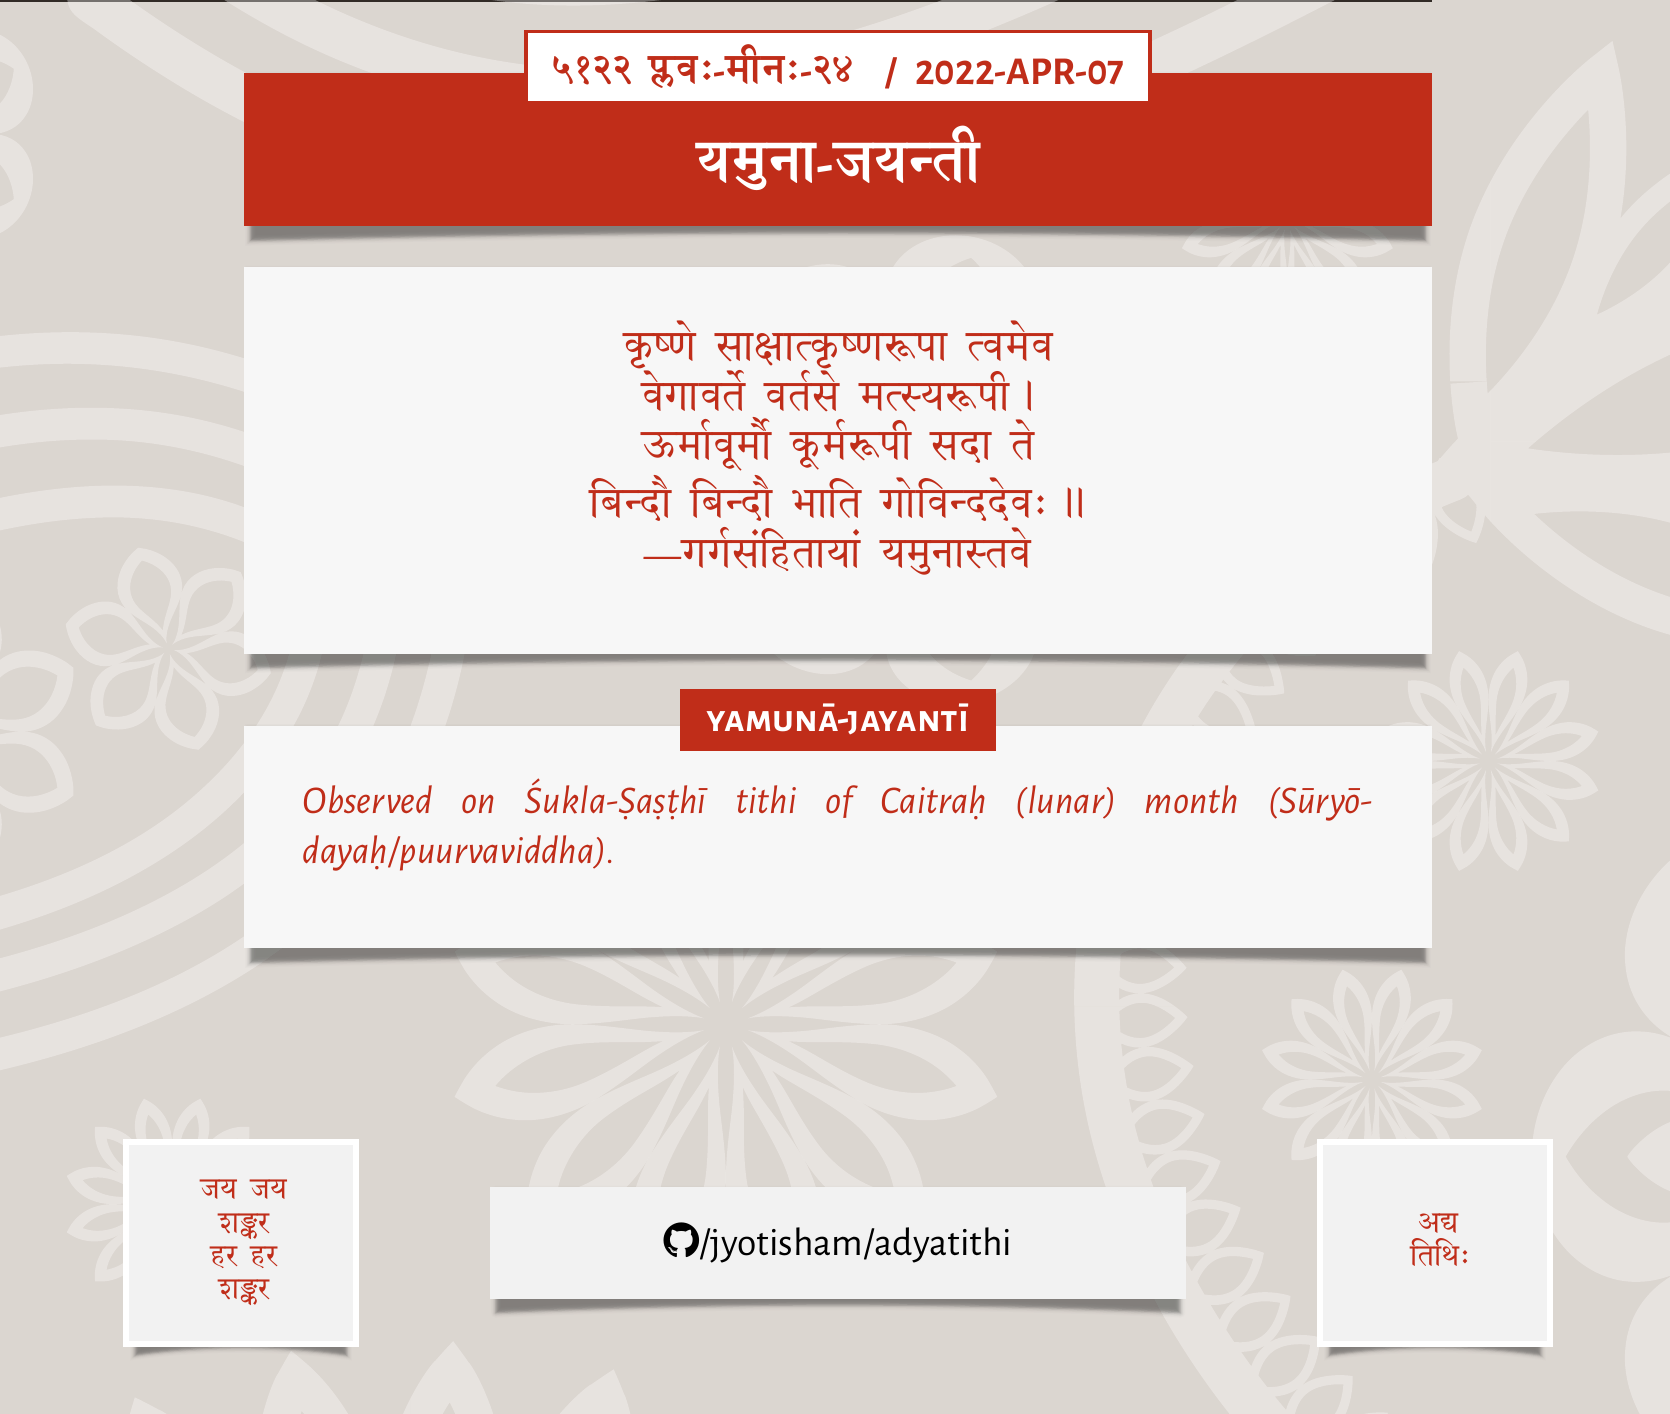 ५१२२ प्लवः-मीनः-२४ / 2022-APR-07
यमुना-जयन्ती
कृष्णे साक्षात्कृष्णरूपा त्वमेव
वेगावर्ते वर्तसे मत्स्यरूपी।
ऊर्मावूर्मौ कूर्मरूपी सदा ते
बिन्दौ बिन्दौ भाति गोविन्ददेवः ॥
—गर्गसंहितायां यमुनास्तवे
YAMUNĀ-JAYANTĪ
Observed on Śukla-Ṣaṣṭhī tithi of Caitraḥ (lunar) month (Sūryō-
dayaḥ/puurvaviddha).
जय जय
शङ्कर
हर हर
शङ्कर
/jyotisham/adyatithi
अद्य
तिथिः